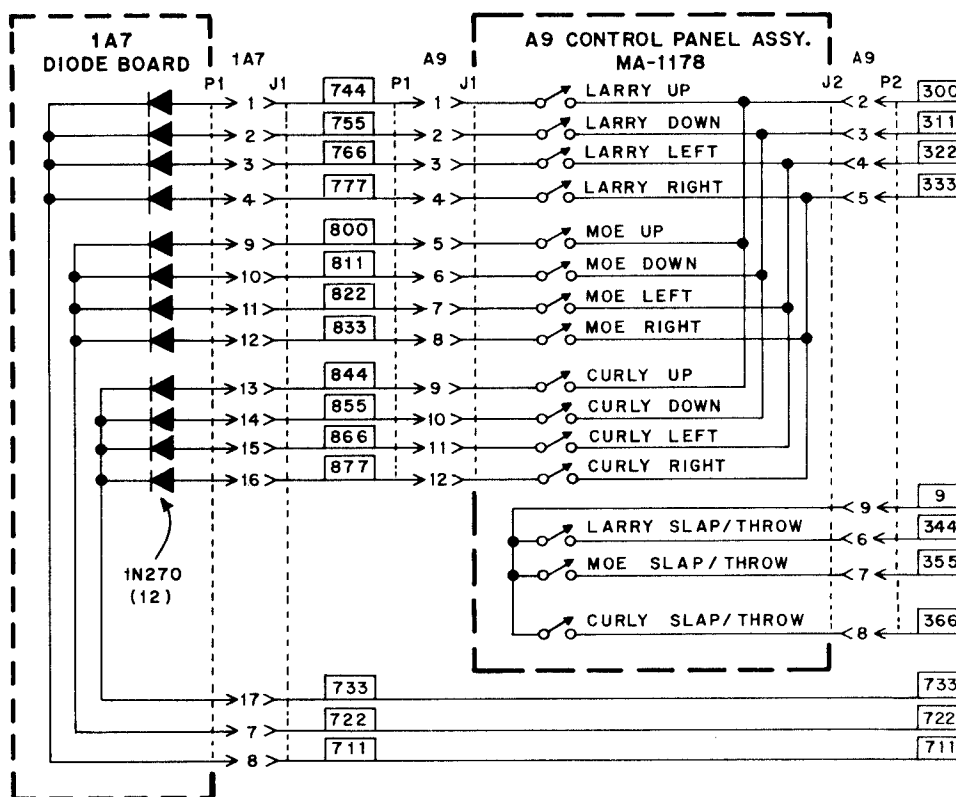 1A7
DIODE BOARD
1A7
P1 J1
A9
P1 J1
A9 CONTROL PANEL ASSY.
MA-1178
A9
J2 P2
1 744 1 LARRY UP 2 300
2 755 2 LARRY DOWN 3 311
3 766 3 LARRY LEFT 4 322
4 777 4 LARRY RIGHT 5 333
9 800 5 MOE UP
10 811 6 MOE DOWN
11 822 7 MOE LEFT
12 833 8 MOE RIGHT
13 844 9 CURLY UP
14 855 10 CURLY DOWN
15 866 11 CURLY LEFT
16 877 12 CURLY RIGHT
9 9
LARRY SLAP/THROW 6 344
MOE SLAP/THROW 7 355
CURLY SLAP/THROW 8 366
1N270
(12)
17 733 733
7 722 722
8 711 711